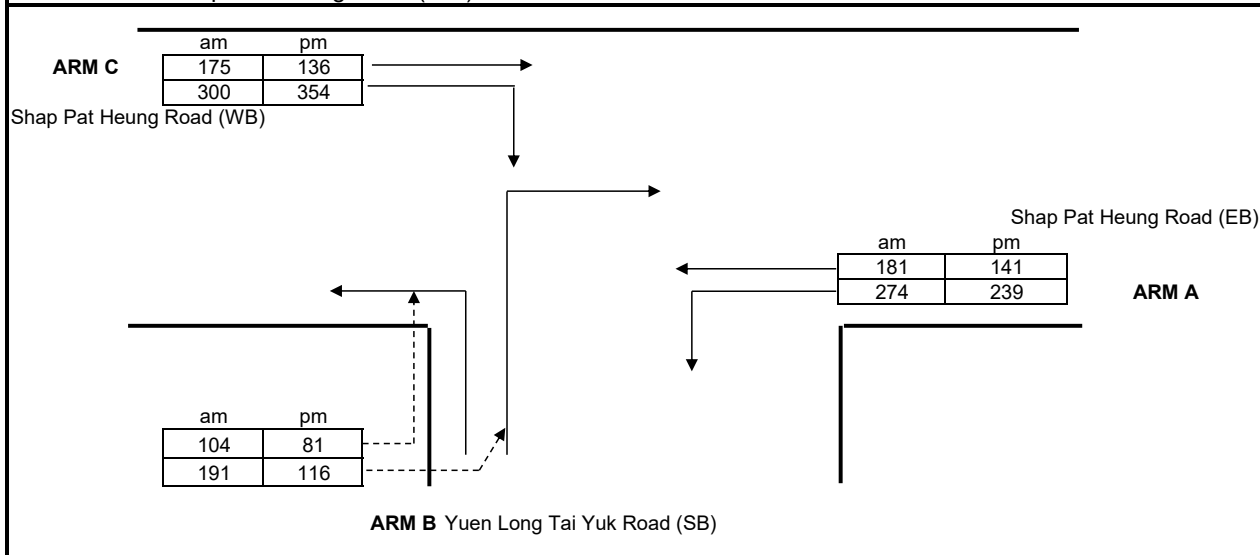 am pm
ARM C 175 136
300 354
Shap Pat Heung Road (WB)
Shap Pat Heung Road (EB)
am pm
181 141
274 239 ARM A
am pm
104 81
191 116
ARM B Yuen Long Tai Yuk Road (SB)